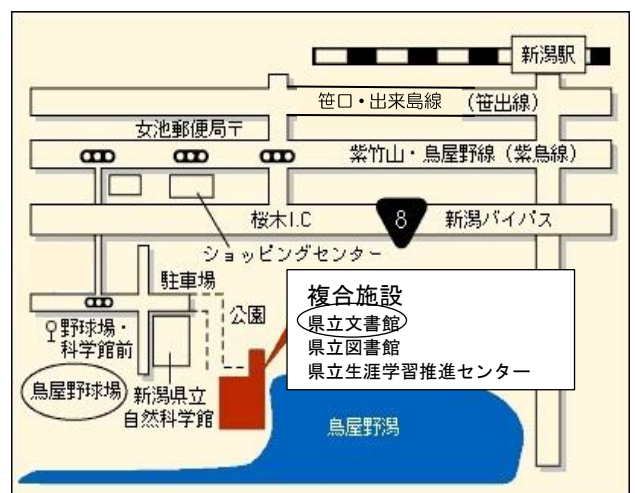 新潟駅
笹口・出来島線 (笹出線)
女池郵便局〒
紫竹山・鳥屋野線 (紫鳥線)
桜木I.C
8
新潟バイパス
ショッピングセンター
駐車場
公園
複合施設
県立文書館
県立図書館
県立生涯学習推進センター
野球場・
科学館前
鳥屋野球場
新潟県立
自然科学館
鳥屋野潟